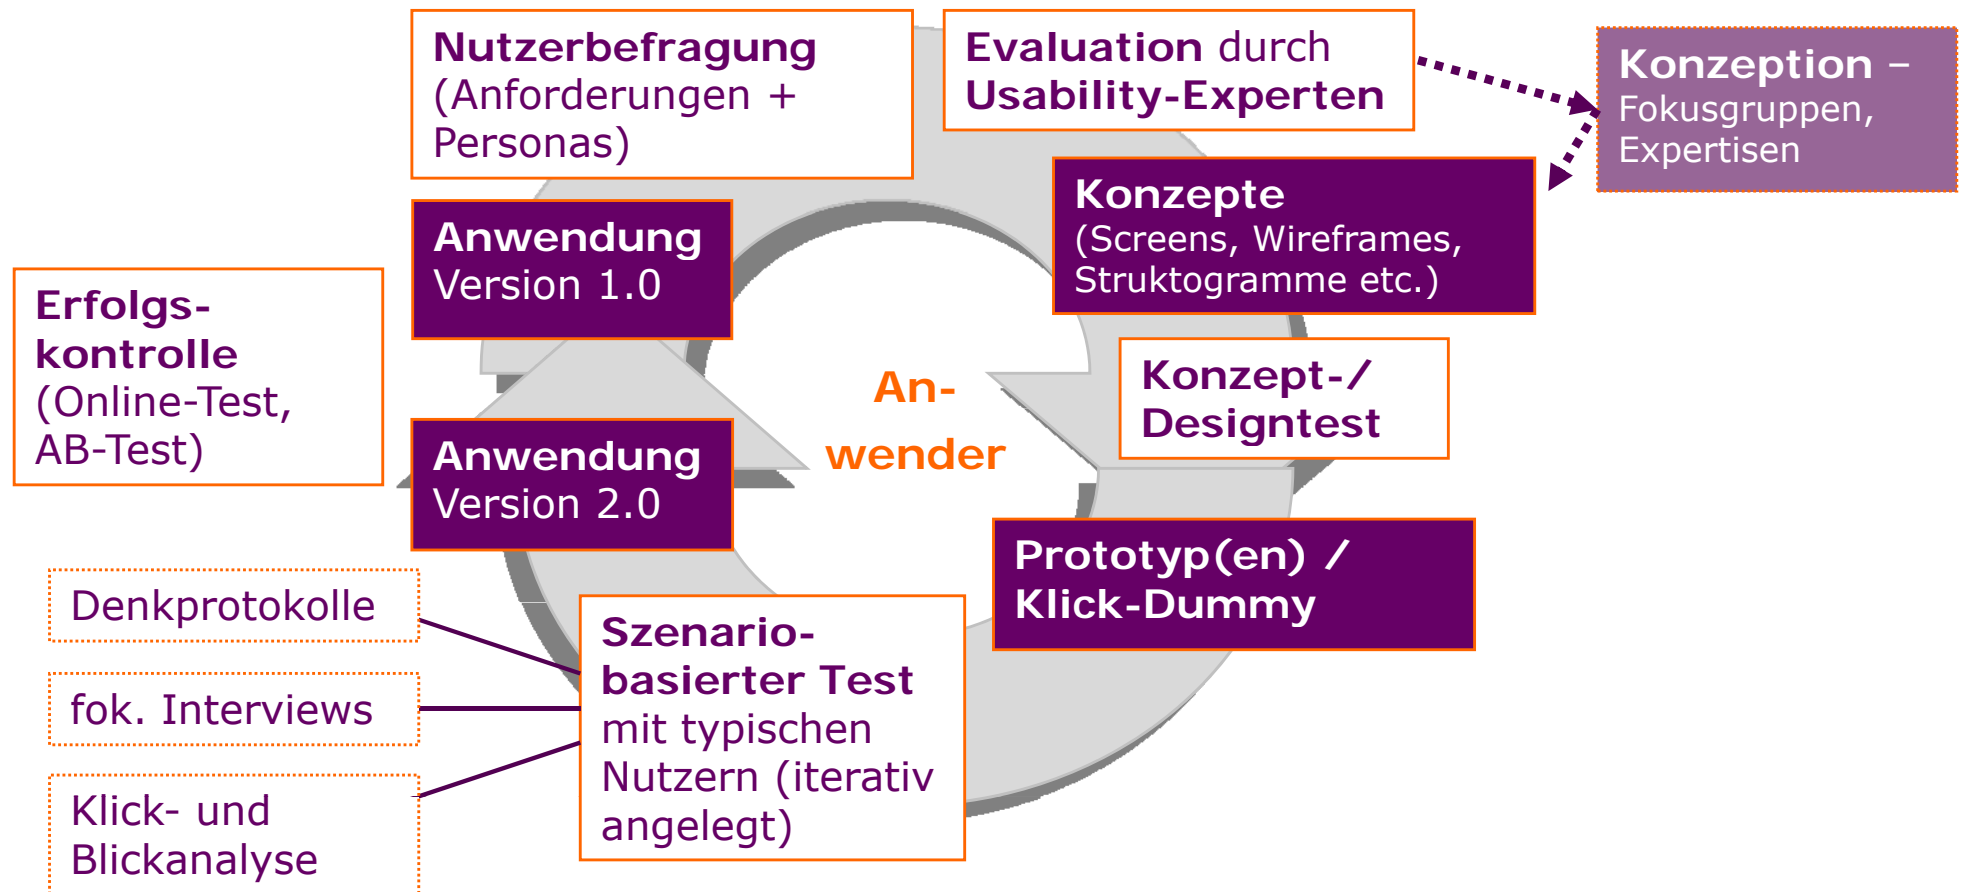 Nutzerbefragung
(Anforderungen +
Personas)
Evaluation durch
Usability-Experten
Konzeption –
Fokusgruppen,
Expertisen
Konzepte
(Screens, Wireframes,
Struktogramme etc.)
Anwendung
Version 1.0
Erfolgs-
kontrolle
(Online-Test,
AB-Test)
An-
wender
Konzept-/
Designtest
Anwendung
Version 2.0
Prototyp(en) /
Klick-Dummy
Szenario-
basierter Test
mit typischen
Nutzern (iterativ
angelegt)
Denkprotokolle
fok. Interviews
Klick- und
Blickanalyse